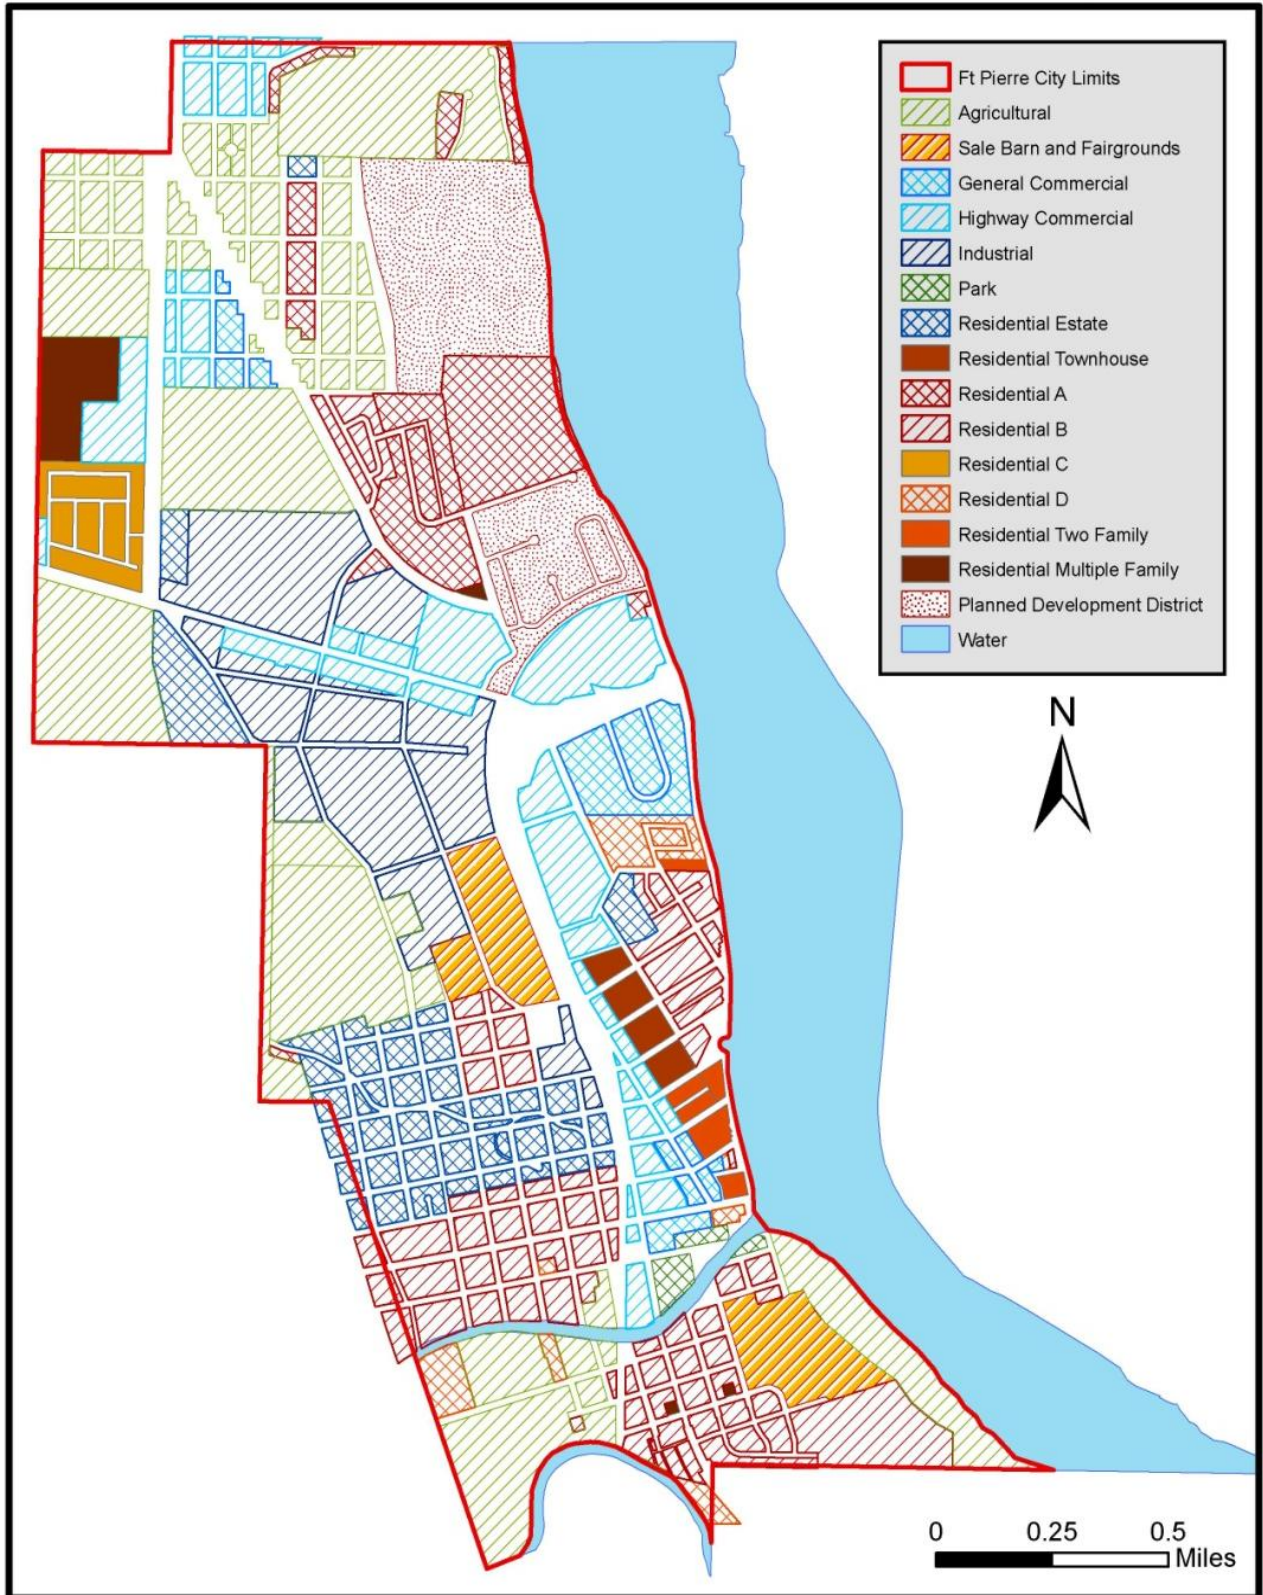 Ft Pierre City Limits
Agricultural
Sale Barn and Fairgrounds
General Commercial
Highway Commercial
Industrial
Park
Residential Estate
Residential Townhouse
Residential A
Residential B
Residential C
Residential D
Residential Two Family
Residential Multiple Family
Planned Development District
Water
N
0 0.25 0.5
Miles